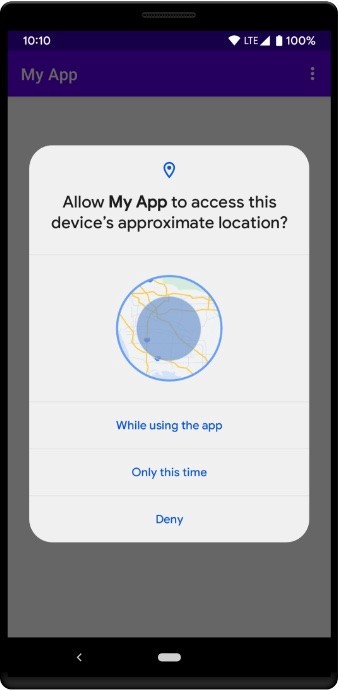 10:10
LTE 100%
My App
Allow My App to access this
device's approximate location?
While using the app
Only this time
Deny